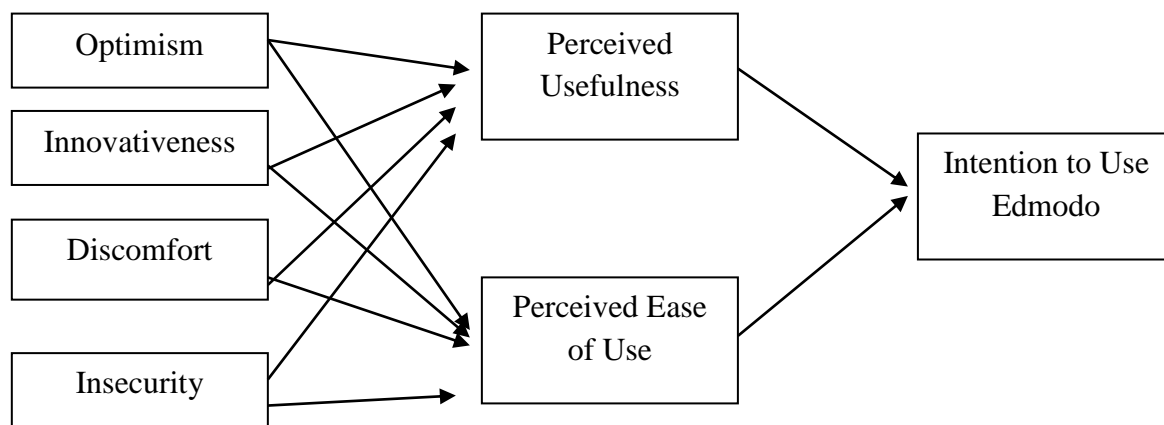 Optimism
Innovativeness
Discomfort
Insecurity
Perceived
Usefulness
Perceived Ease
of Use
Intention to Use
Edmodo